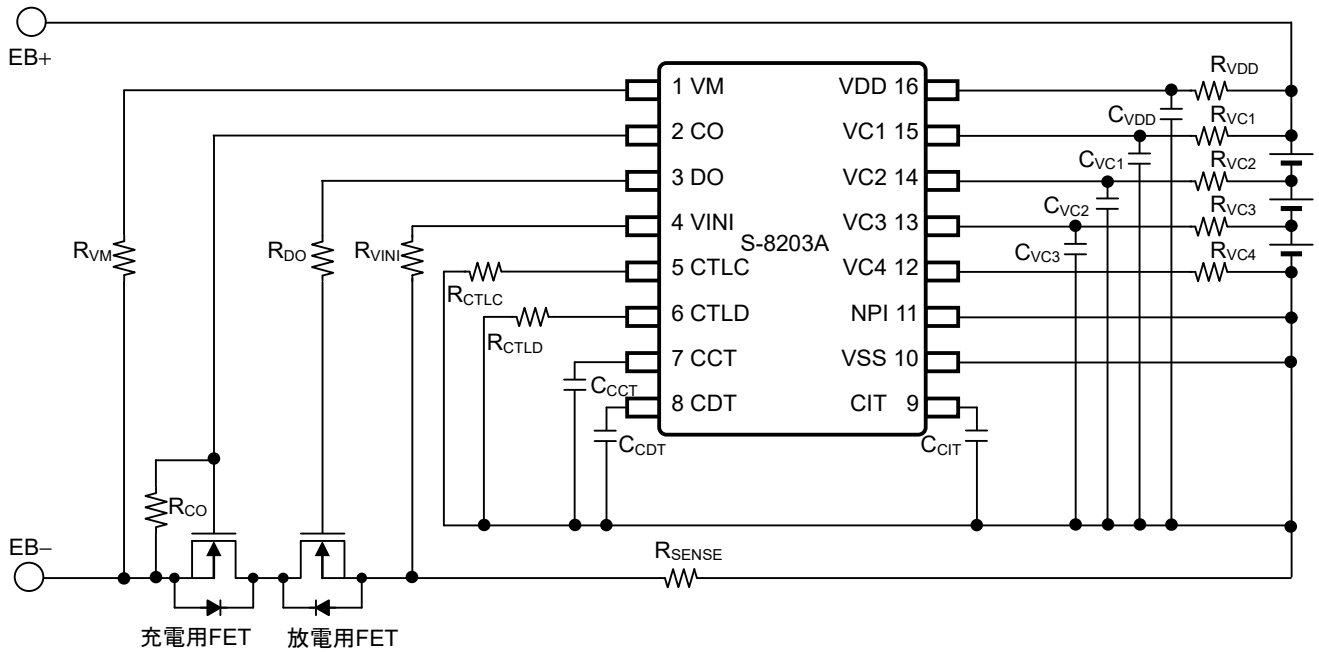 EB+
1 VM
2 CO
3 DO
4 VINI
5 CTLC
6 CTLD
7 CCT
8 CDT
S-8203A
VDD 16
VC1 15
VC2 14
VC3 13
VC4 12
NPI 11
VSS 10
CIT 9
RVDD
RVC1
RVC2
RVC3
RVC4
CVDD
CVC1
CVC2
CVC3
RVM
RDO
RVINI
RCTLC
RCTLD
CCCT
CCDT
CCIT
RCO
EB−
RSENSE
充電用FET
放電用FET